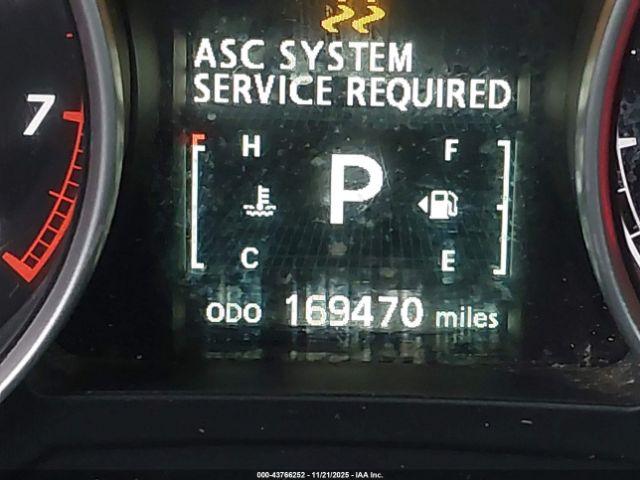 ASC SYSTEM
SERVICE REQUIRED
7
H
F
P
C
E
ODO 169470 miles
000-43766252 - 11/21/2025 - IAA Inc.